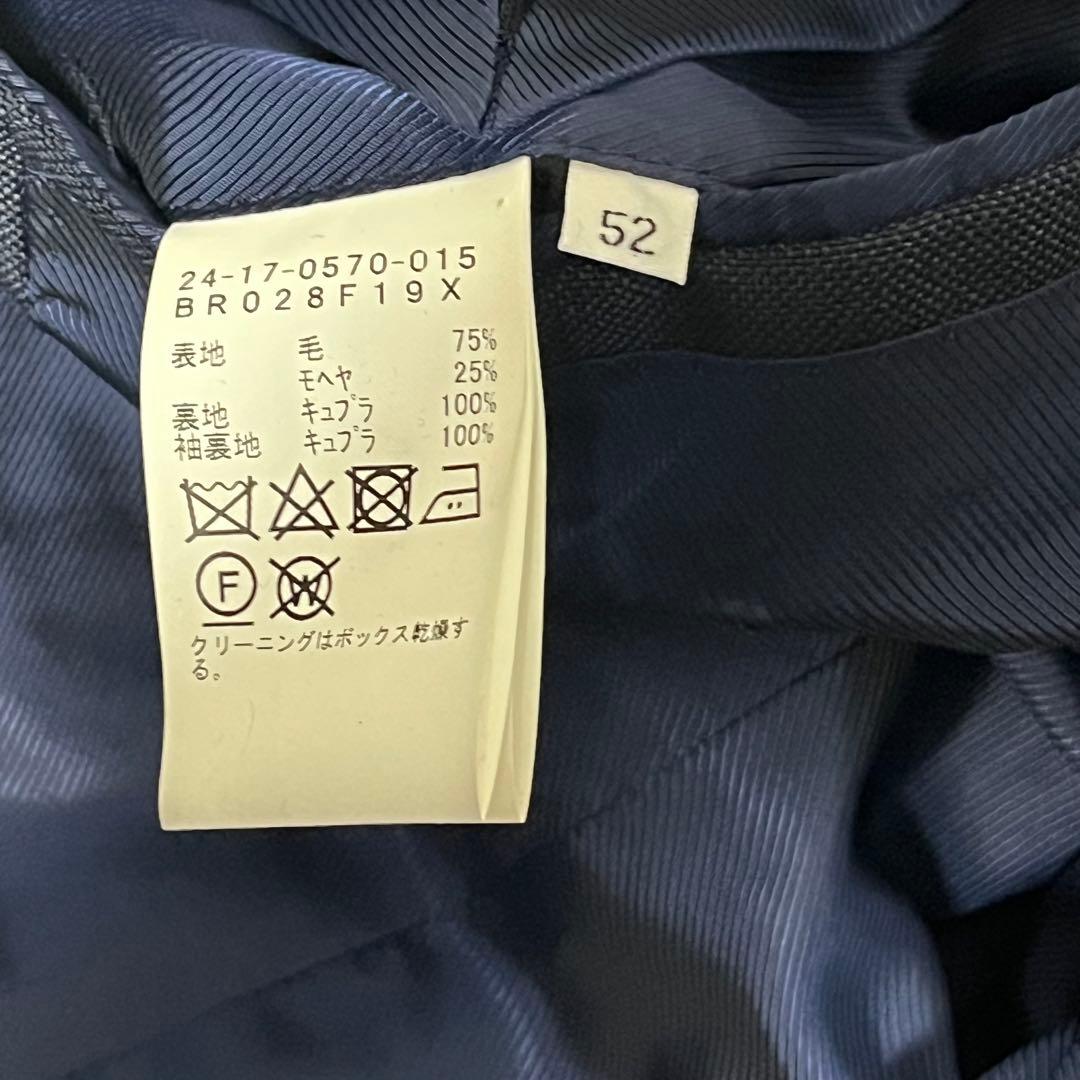 52
24-17-0570-015
BR028F19X
表地 毛 75%
モヘヤ 25%
裏地 キュプラ 100%
袖裏地 キュプラ 100%
F
W
クリーニングはボックス乾燥す
る。